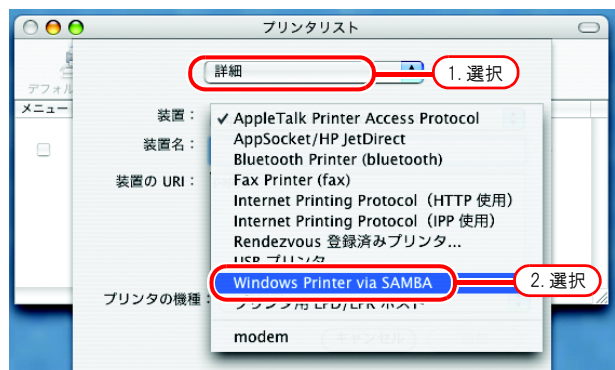 プリンタリスト
詳細
1. 選択
デフォル
メニュー
装置：
✓ AppleTalk Printer Access Protocol
装置名：
AppSocket/HP JetDirect
Bluetooth Printer (bluetooth)
装置の URI：
Fax Printer (fax)
Internet Printing Protocol（HTTP 使用）
Internet Printing Protocol（IPP 使用）
Rendezvous 登録済みプリンタ...
USB プリンタ
Windows Printer via SAMBA
2. 選択
プリンタの機種：
プリンタ用 LPD/LPR ホスト
modem
キャンセル